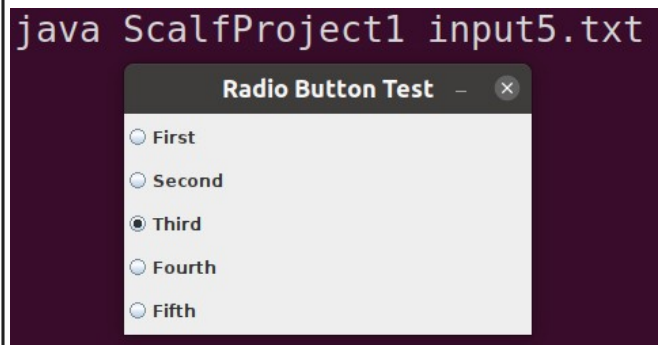 java ScalfProject1 input5.txt
Radio Button Test
First
Second
Third
Fourth
Fifth